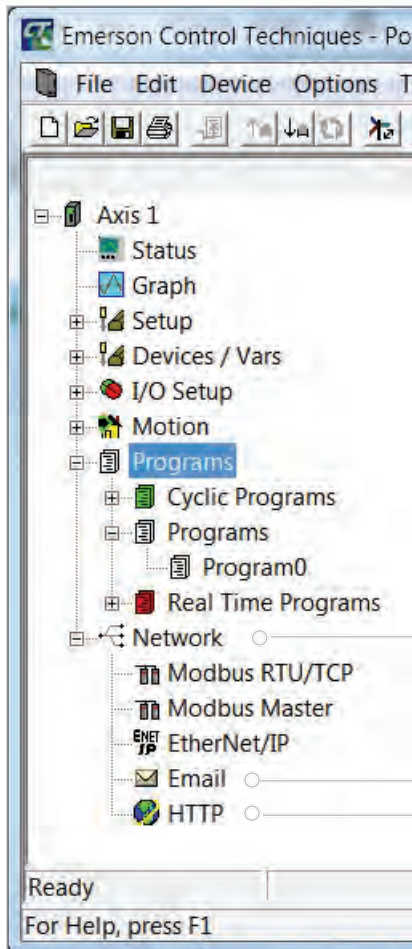 Emerson Control Techniques - Po
File Edit Device Options T
Axis 1
Status
Graph
Setup
Devices / Vars
I/O Setup
Motion
Programs
Cyclic Programs
Programs
Program0
Real Time Programs
Network
Modbus RTU/TCP
Modbus Master
ENET IP EtherNet/IP
Email
HTTP
Ready
For Help, press F1